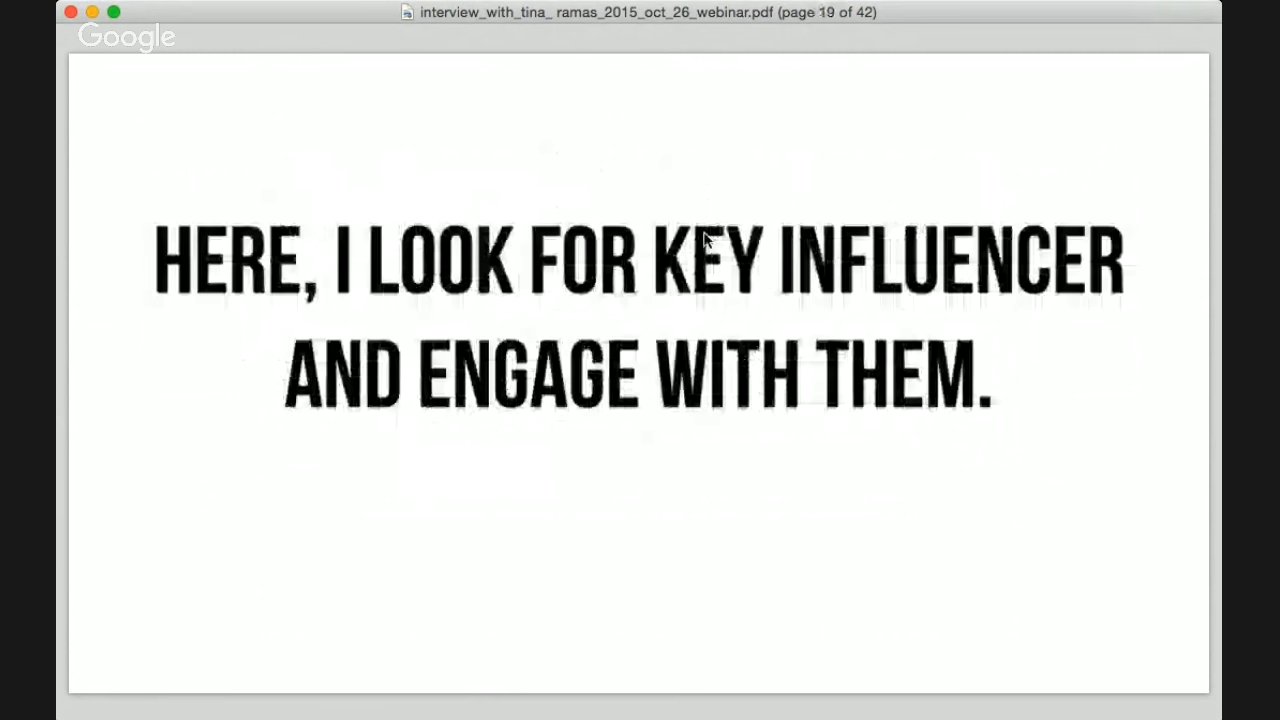 interview_with_tina_ ramas_2015_oct_26_webinar.pdf (page 19 of 42)
Google
HERE, I LOOK FOR KEY INFLUENCER
AND ENGAGE WITH THEM.